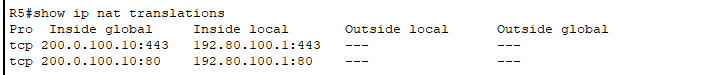 R5#show ip nat translations
Pro  Inside global      Inside local       Outside local      Outside global
tcp 200.0.100.10:443   192.80.100.1:443   ---                ---
tcp 200.0.100.10:80    192.80.100.1:80    ---                ---